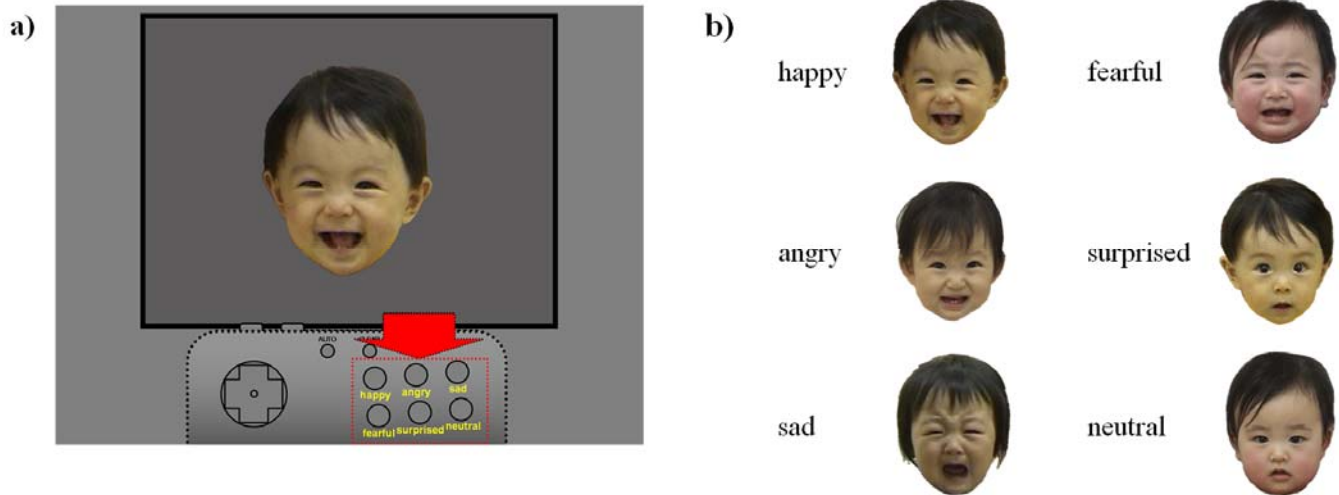 a)
AUTO
happy
angry
sad
fearful
surprised
neutral
b)
happy
fearful
angry
surprised
sad
neutral